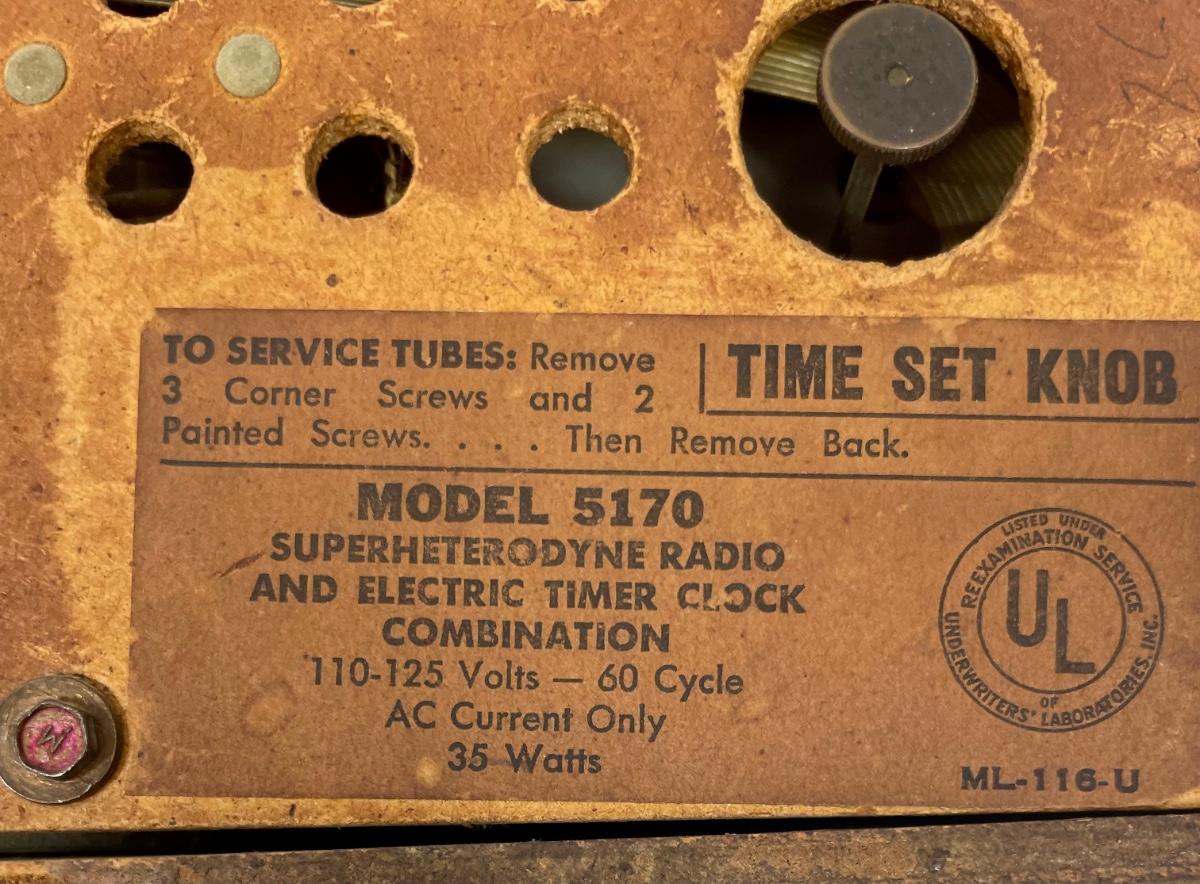 TO SERVICE TUBES: Remove
3 Corner Screws and 2
Painted Screws. . . . Then Remove Back.
TIME SET KNOB
MODEL 5170
SUPERHETERODYNE RADIO
AND ELECTRIC TIMER CLOCK
COMBINATION
110-125 Volts — 60 Cycle
AC Current Only
35 Watts
LISTED UNDER
REEXAMINATION SERVICE
UL
OF
UNDERWRITERS' LABORATORIES, INC.
ML-116-U